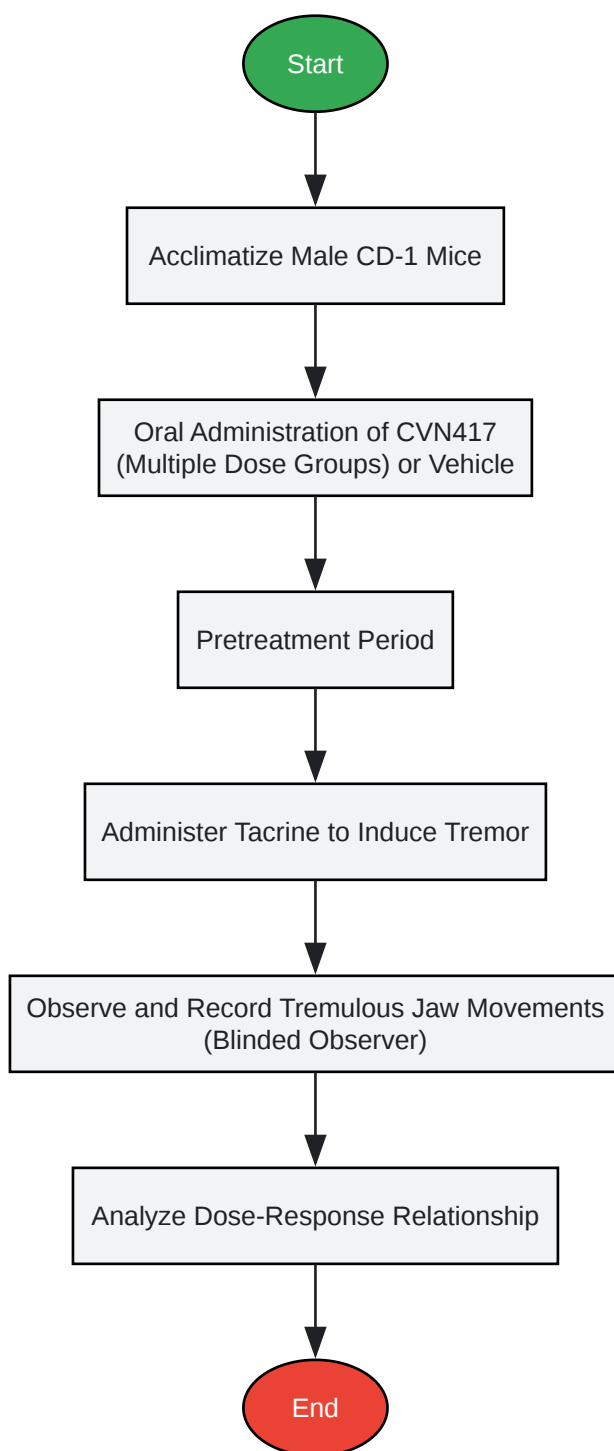 Start
Acclimatize Male CD-1 Mice
Oral Administration of CVN417
(Multiple Dose Groups) or Vehicle
Pretreatment Period
Administer Tacrine to Induce Tremor
Observe and Record Tremulous Jaw Movements
(Blinded Observer)
Analyze Dose-Response Relationship
End